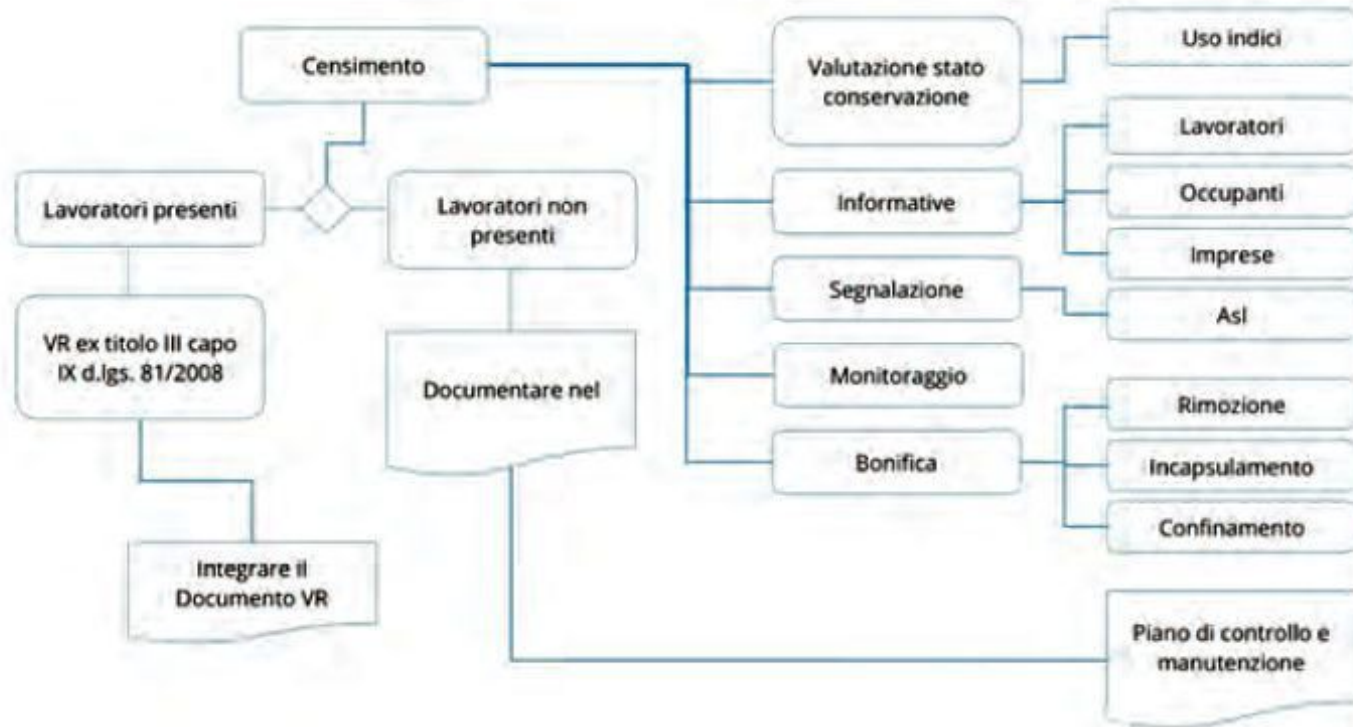 Censimento
Lavoratori presenti
Lavoratori non
presenti
VR ex titolo III capo
IX d.lgs. 81/2008
Documentare nel
Integrare il
Documento VR
Valutazione stato
conservazione
Uso indici
Informative
Lavoratori
Occupanti
Imprese
Segnalazione
Asl
Monitoraggio
Bonifica
Rimozione
Incapsulamento
Confinamento
Piano di controllo e
manutenzione